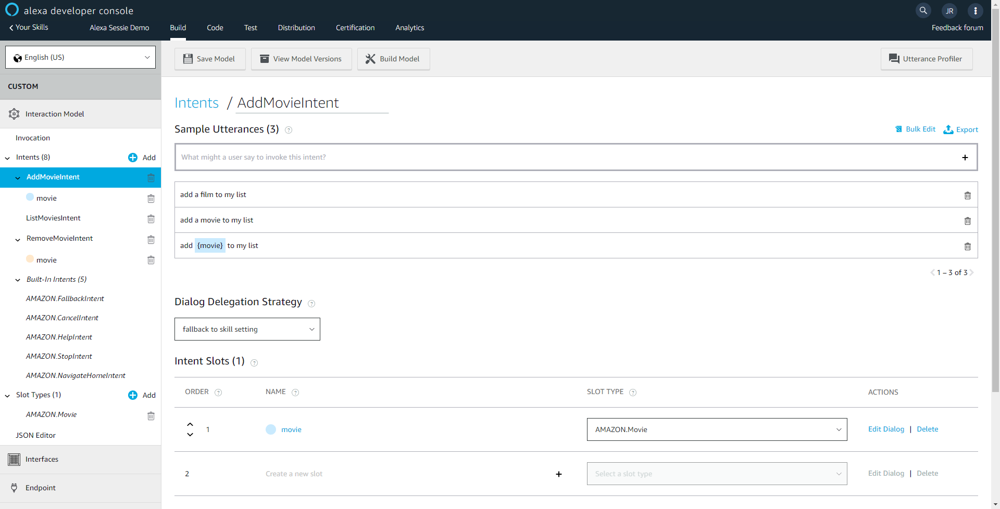 alexa developer console
JR
Your Skills
Alexa Sessie Demo
Build
Code
Test
Distribution
Certification
Analytics
Feedback forum
English (US)
CUSTOM
Interaction Model
Invocation
Intents (8)
Add
AddMovieIntent
movie
ListMoviesIntent
RemoveMovieIntent
movie
Built-In Intents (5)
AMAZON.FallbackIntent
AMAZON.CancelIntent
AMAZON.HelpIntent
AMAZON.StopIntent
AMAZON.NavigateHomeIntent
Slot Types (1)
Add
AMAZON.Movie
JSON Editor
Interfaces
Endpoint
Save Model
View Model Versions
Build Model
Utterance Profiler
Intents / AddMovieIntent
Sample Utterances (3) ?
Bulk Edit
Export
What might a user say to invoke this intent?
add a film to my list
add a movie to my list
add {movie} to my list
1 – 3 of 3
Dialog Delegation Strategy ?
fallback to skill setting
Intent Slots (1) ?
ORDER ?
NAME ?
SLOT TYPE ?
ACTIONS
1
movie
AMAZON.Movie
Edit Dialog | Delete
2
Create a new slot
Select a slot type
Edit Dialog | Delete